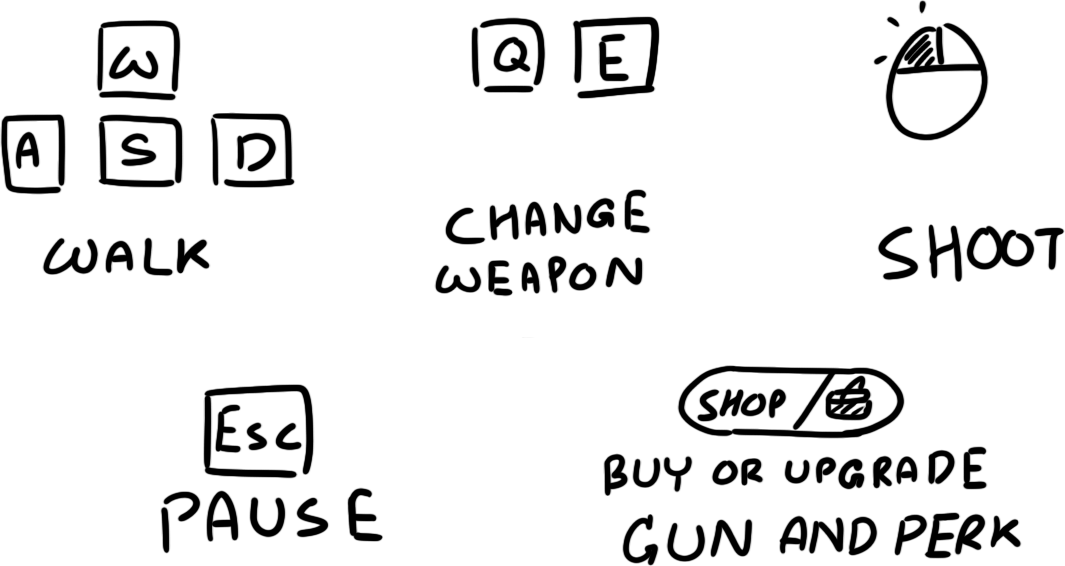 W
A S D
WALK
Q E
CHANGE
WEAPON
SHOOT
Esc
PAUSE
SHOP
BUY OR UPGRADE
GUN AND PERK